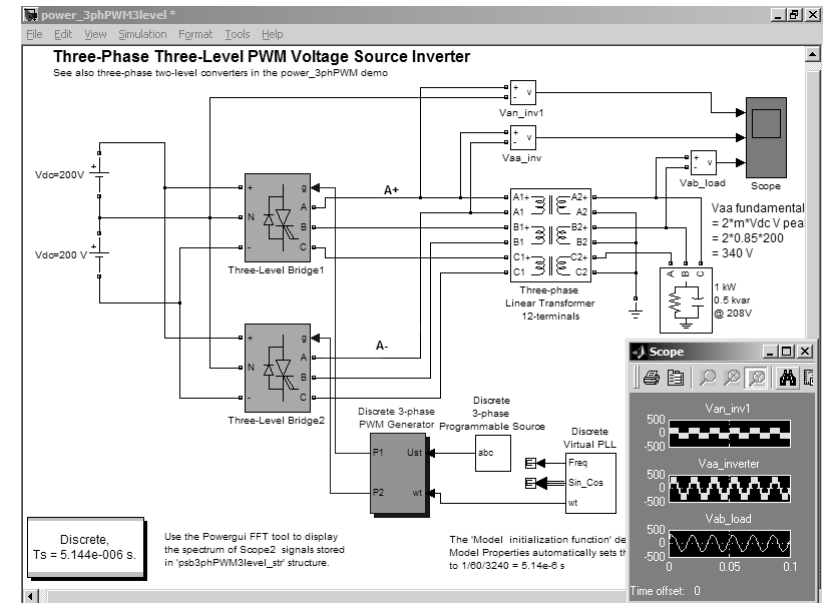 power_3phPWM3level *
File Edit View Simulation Format Tools Help
Three-Phase Three-Level PWM Voltage Source Inverter
See also three-phase two-level converters in the power_3phPWM demo
+
-
v
Van_inv1
+
-
v
Vaa_inv
+
-
v
Vab_load
Scope
Vdc=200V
+
Vdc=200 V
+
+
N
-
g
A
B
C
Three-Level Bridge1
A+
A1+
A1
B1+
B1
C1+
C1
A2+
A2
B2+
B2
C2+
C2
Three-phase
Linear Transformer
12-terminals
Vaa fundamental
= 2*m*Vdc V pea
= 2*0.85*200
= 340 V
A
B
C
1 kW
0.5 kvar
@ 208V
+
N
-
g
A
B
C
Three-Level Bridge2
A-
Discrete 3-phase
PWM Generator
P1
P2
Ust
wt
Discrete
3-phase
Programmable Source
abc
Discrete
Virtual PLL
Freq
Sin_Cos
wt
Discrete,
Ts = 5.144e-006 s.
Use the Powergui FFT tool to display
the spectrum of Scope2 signals stored
in 'psb3phPWM3level_str' structure.
The 'Model initialization function' de
Model Properties automatically sets th
to 1/60/3240 = 5.14e-6 s
Scope
Van_inv1
500
0
-500
Vaa_inverter
500
0
-500
Vab_load
500
0
-500
0 0.05 0.1
Time offset: 0